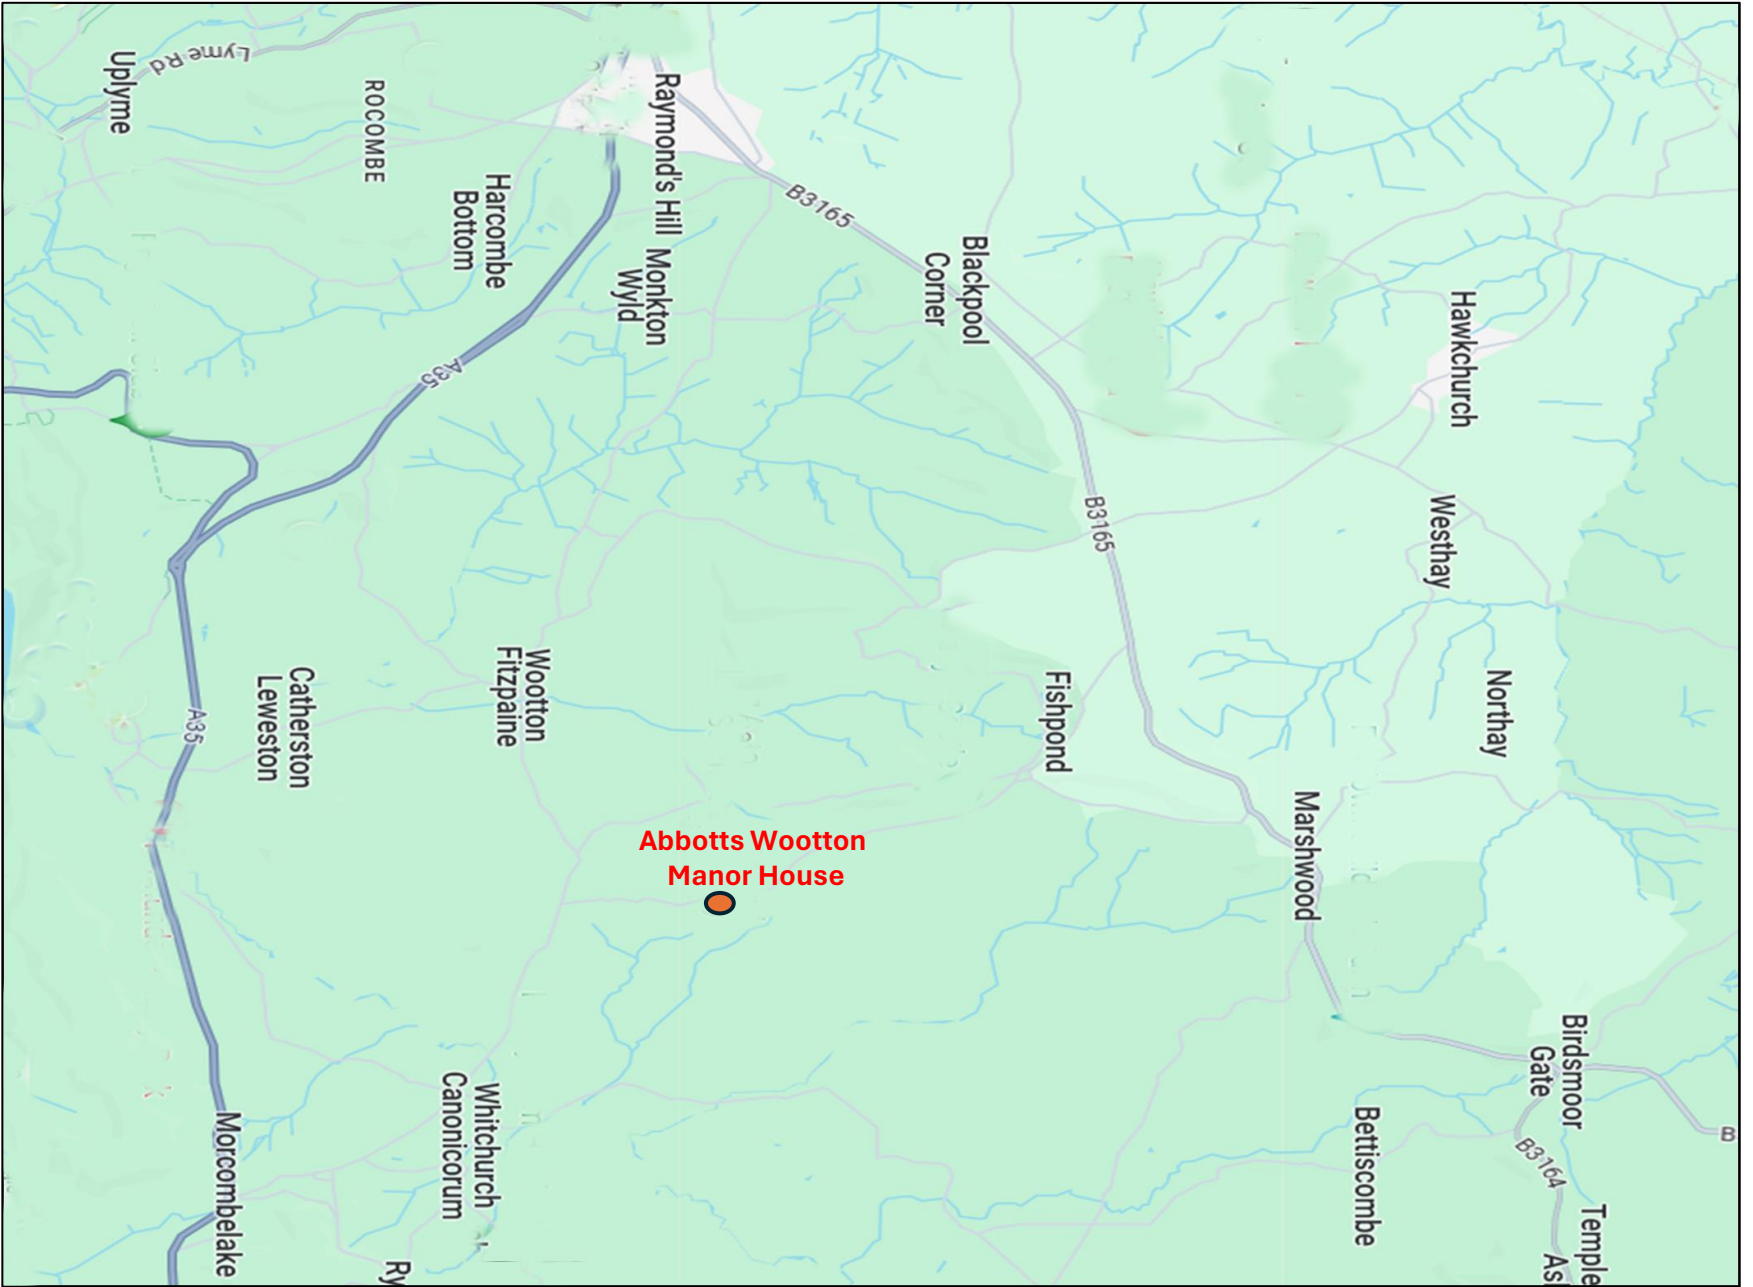 Uplyme
Lyme Rd
ROCOMBE
Harcombe
Bottom
Raymond's Hill
Monkton
Wyld
B3165
Blackpool
Corner
Hawkchurch
A35
B3165
Westhay
Northay
Wootton
Fitzpaine
Catherston
Leweston
A35
Fishpond
Marshwood
Abbotts Wootton
Manor House
Birdsmoor
Gate
B
B3164
Bettiscombe
Whitchurch
Canonicorum
Morcombelake
Temple